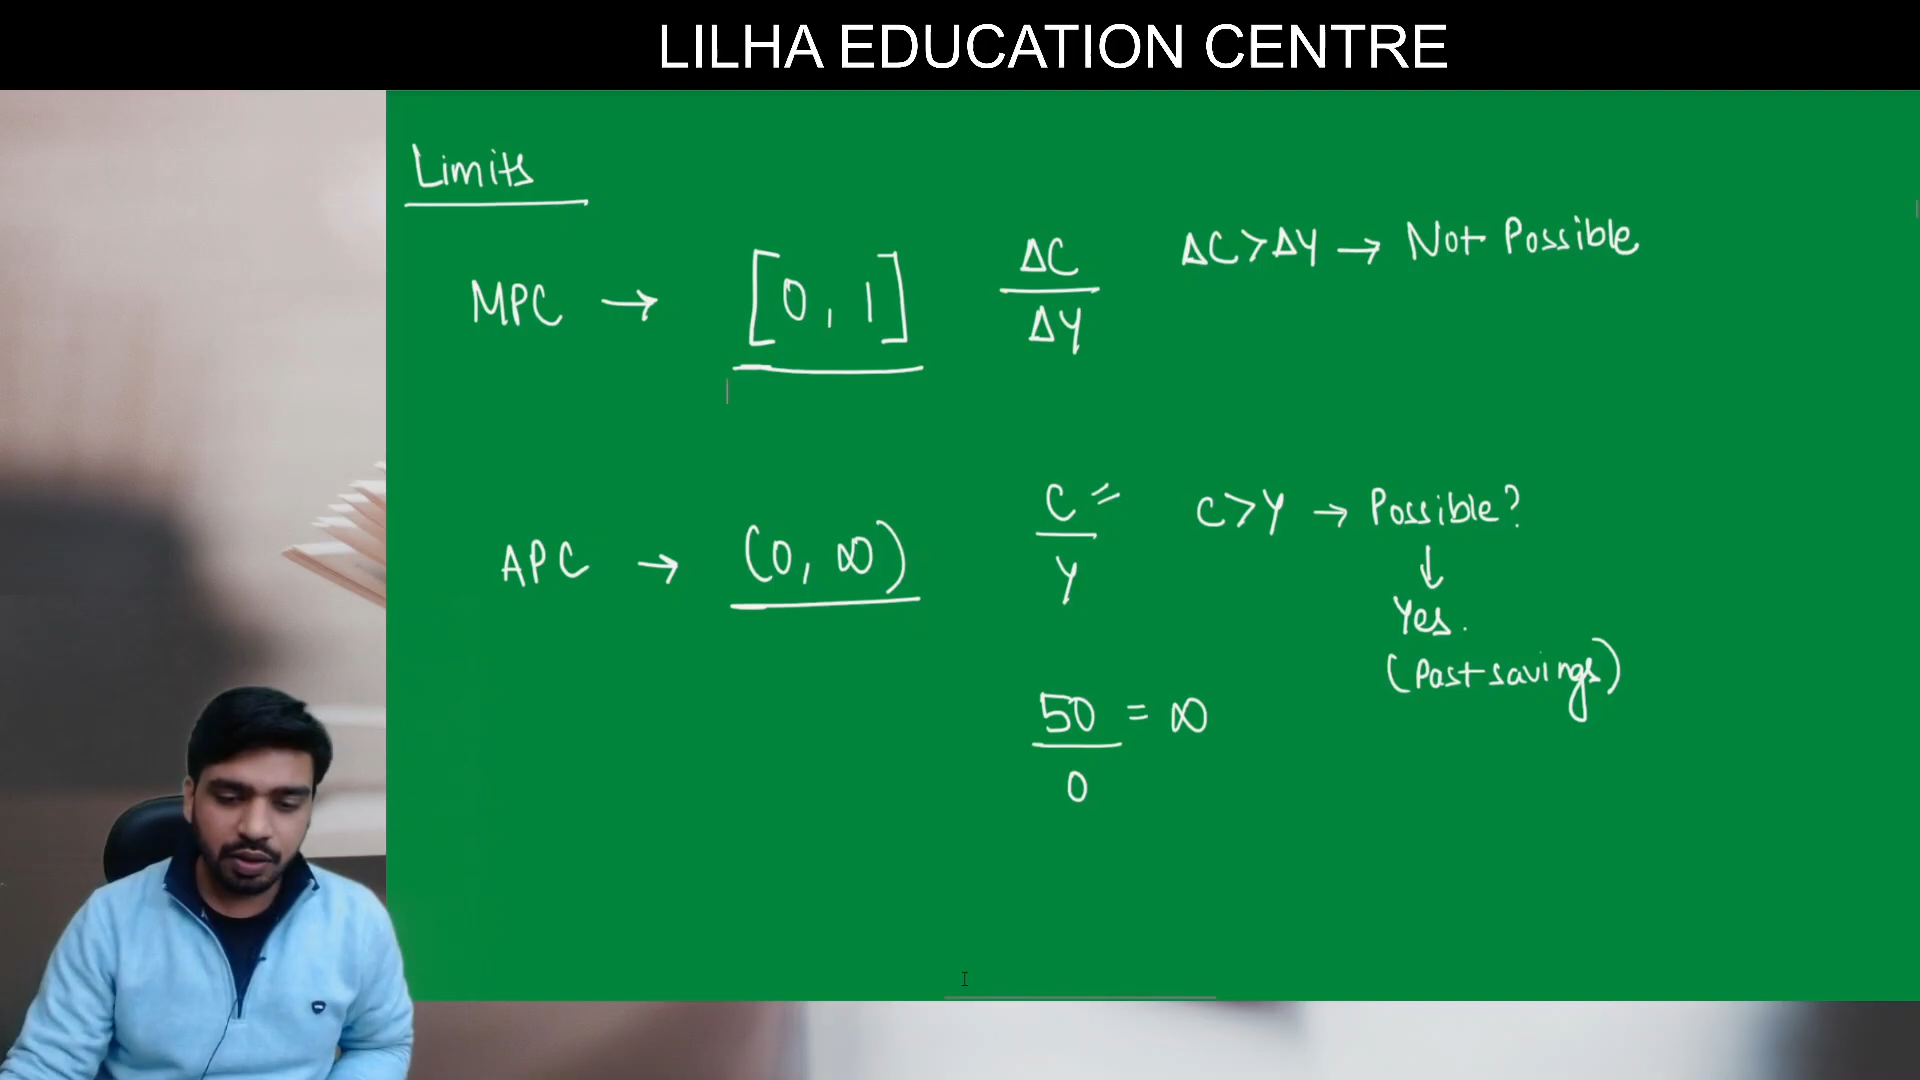 LILHA EDUCATION CENTRE
Limits
MPC → [0, 1] ΔC/ΔY ΔC>ΔY → Not Possible
APC → (0, ∞) C/Y = C>Y → Possible?
↓
Yes.
(Past savings)
50/0 = ∞